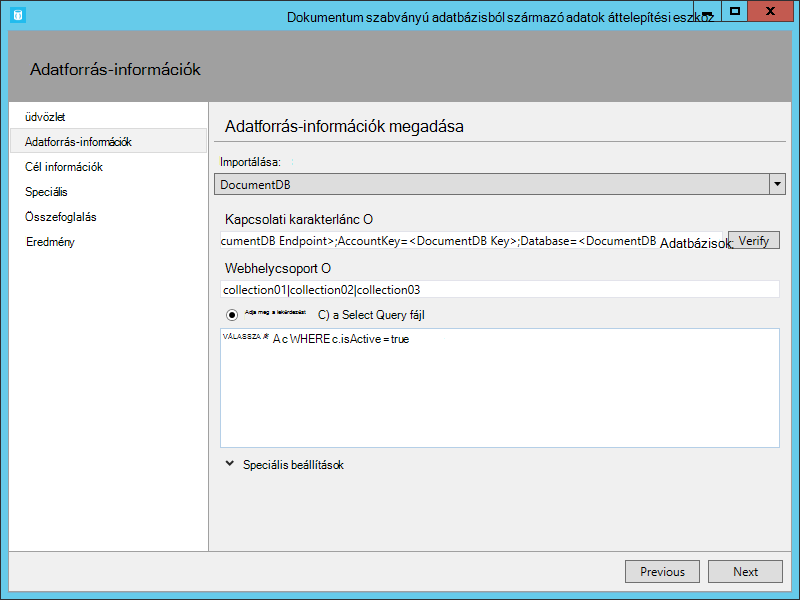 Dokumentum szabványú adatbázisból származó adatok áttelepítési eszköz
Adatforrás-információk
üdvözlet
Adatforrás-információk
Cél információk
Speciális
Összefoglalás
Eredmény
Adatforrás-információk megadása
Importálása:
DocumentDB
Kapcsolati karakterlánc O
cumentDB Endpoint>;AccountKey=<DocumentDB Key>;Database=<DocumentDB Adatbázisok; Verify
Webhelycsoport O
collection01|collection02|collection03
Adja meg a lekérdezést C) a Select Query fájl
VÁLASSZA A c WHERE c.isActive = true
Speciális beállítások
Previous Next